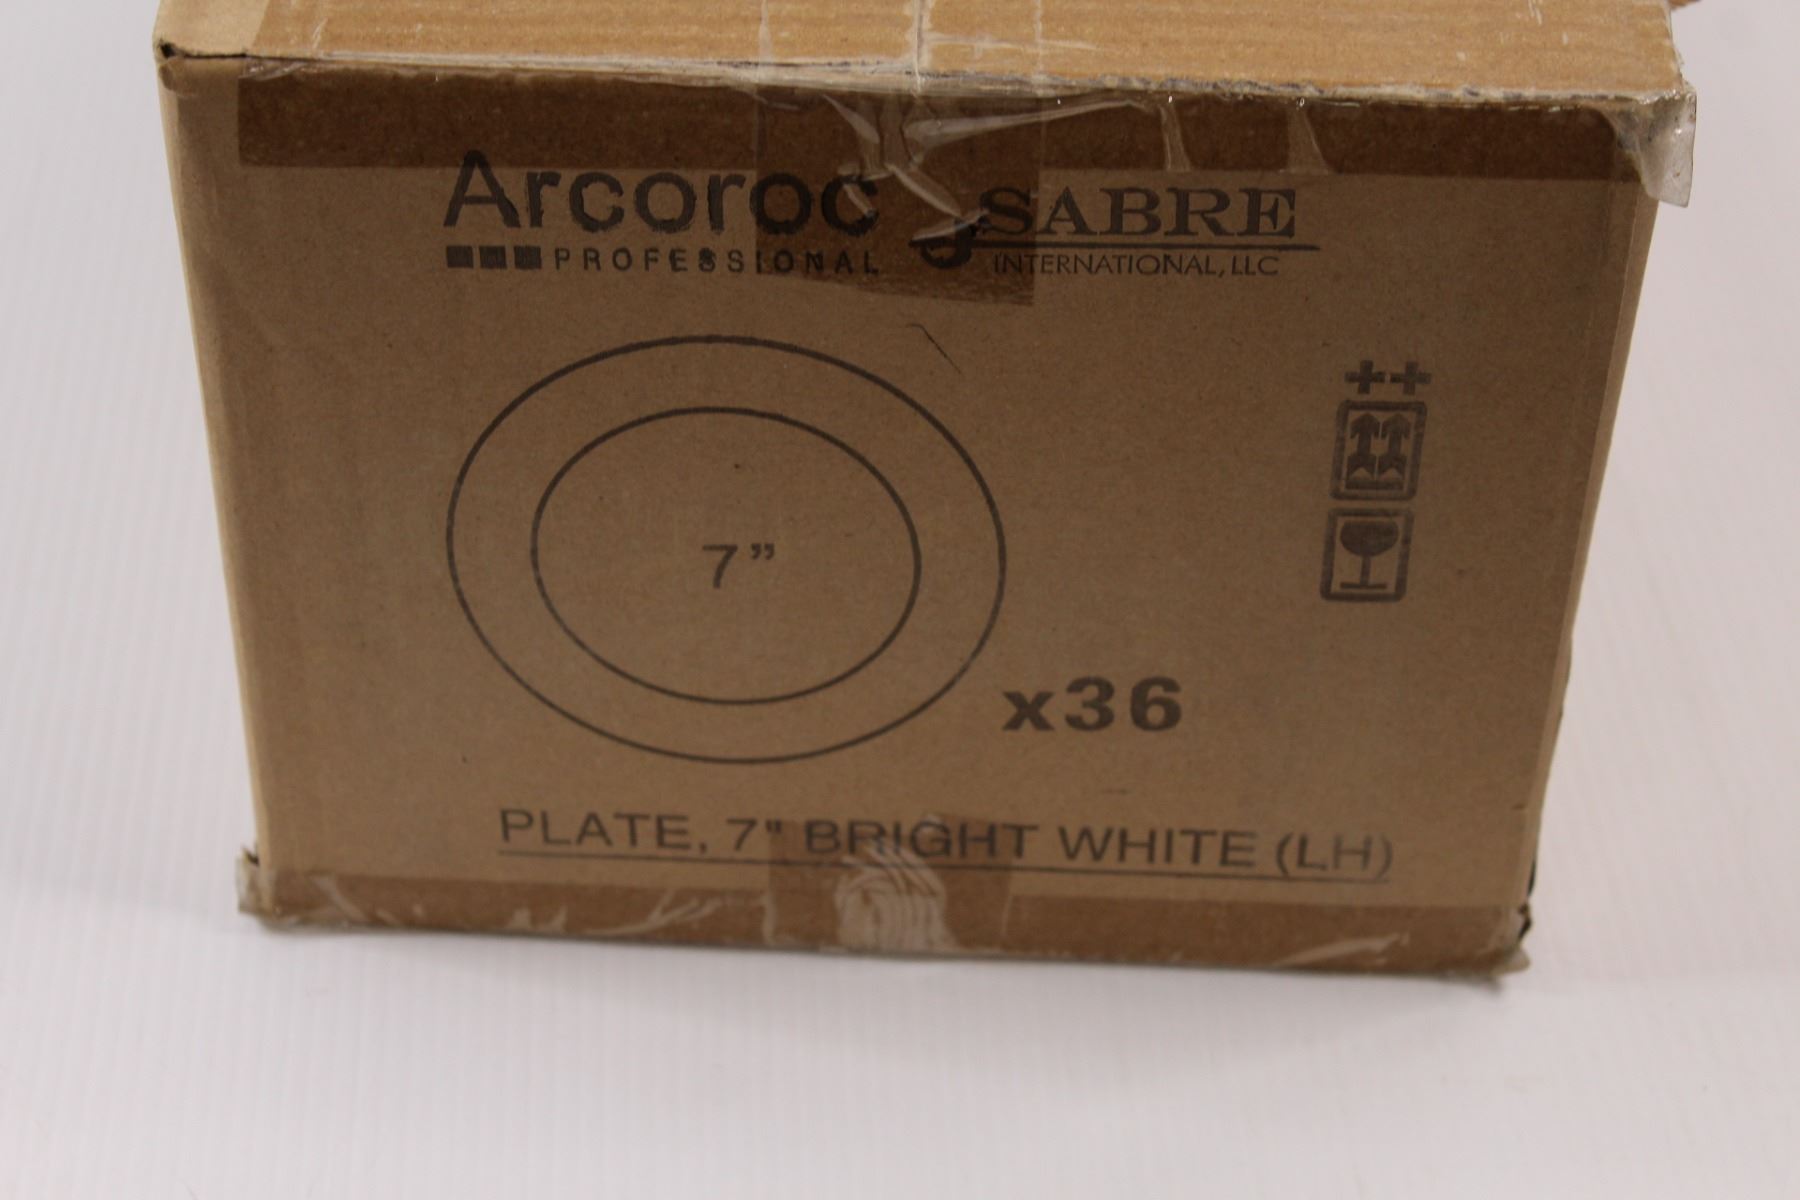 Arcoroc
PROFESSIONAL
SABRE
INTERNATIONAL, LLC
7”
x36
PLATE, 7" BRIGHT WHITE (LH)